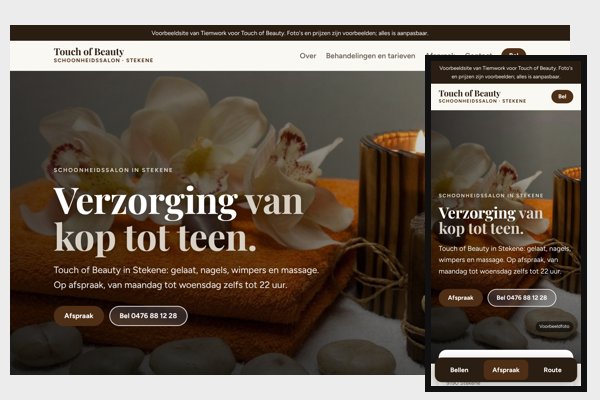 Voorbeeldsite van Tiemwork voor Touch of Beauty. Foto's en prijzen zijn voorbeelden; alles is aanpasbaar.
Touch of Beauty
SCHOONHEIDSSALON · STEKENE
Over Behandelingen en tarieven Afspraak Contact Bel
SCHOONHEIDSSALON IN STEKENE
Verzorging van
kop tot teen.
Touch of Beauty in Stekene: gelaat, nagels, wimpers en massage.
Op afspraak, van maandag tot woensdag zelfs tot 22 uur.
Afspraak Bel 0476 88 12 28
Voorbeeldsite van Tiemwork voor Touch of Beauty. Foto's
en prijzen zijn voorbeelden; alles is aanpasbaar.
Touch of Beauty
SCHOONHEIDSSALON · STEKENE
Bel
SCHOONHEIDSSALON IN STEKENE
Verzorging van
kop tot teen.
Touch of Beauty in Stekene: gelaat, nagels,
wimpers en massage. Op afspraak, van
maandag tot woensdag zelfs tot 22 uur.
Afspraak Bel 0476 88 12 28
Voorbeeldfoto
Bellen Afspraak Route
9190 Stekene